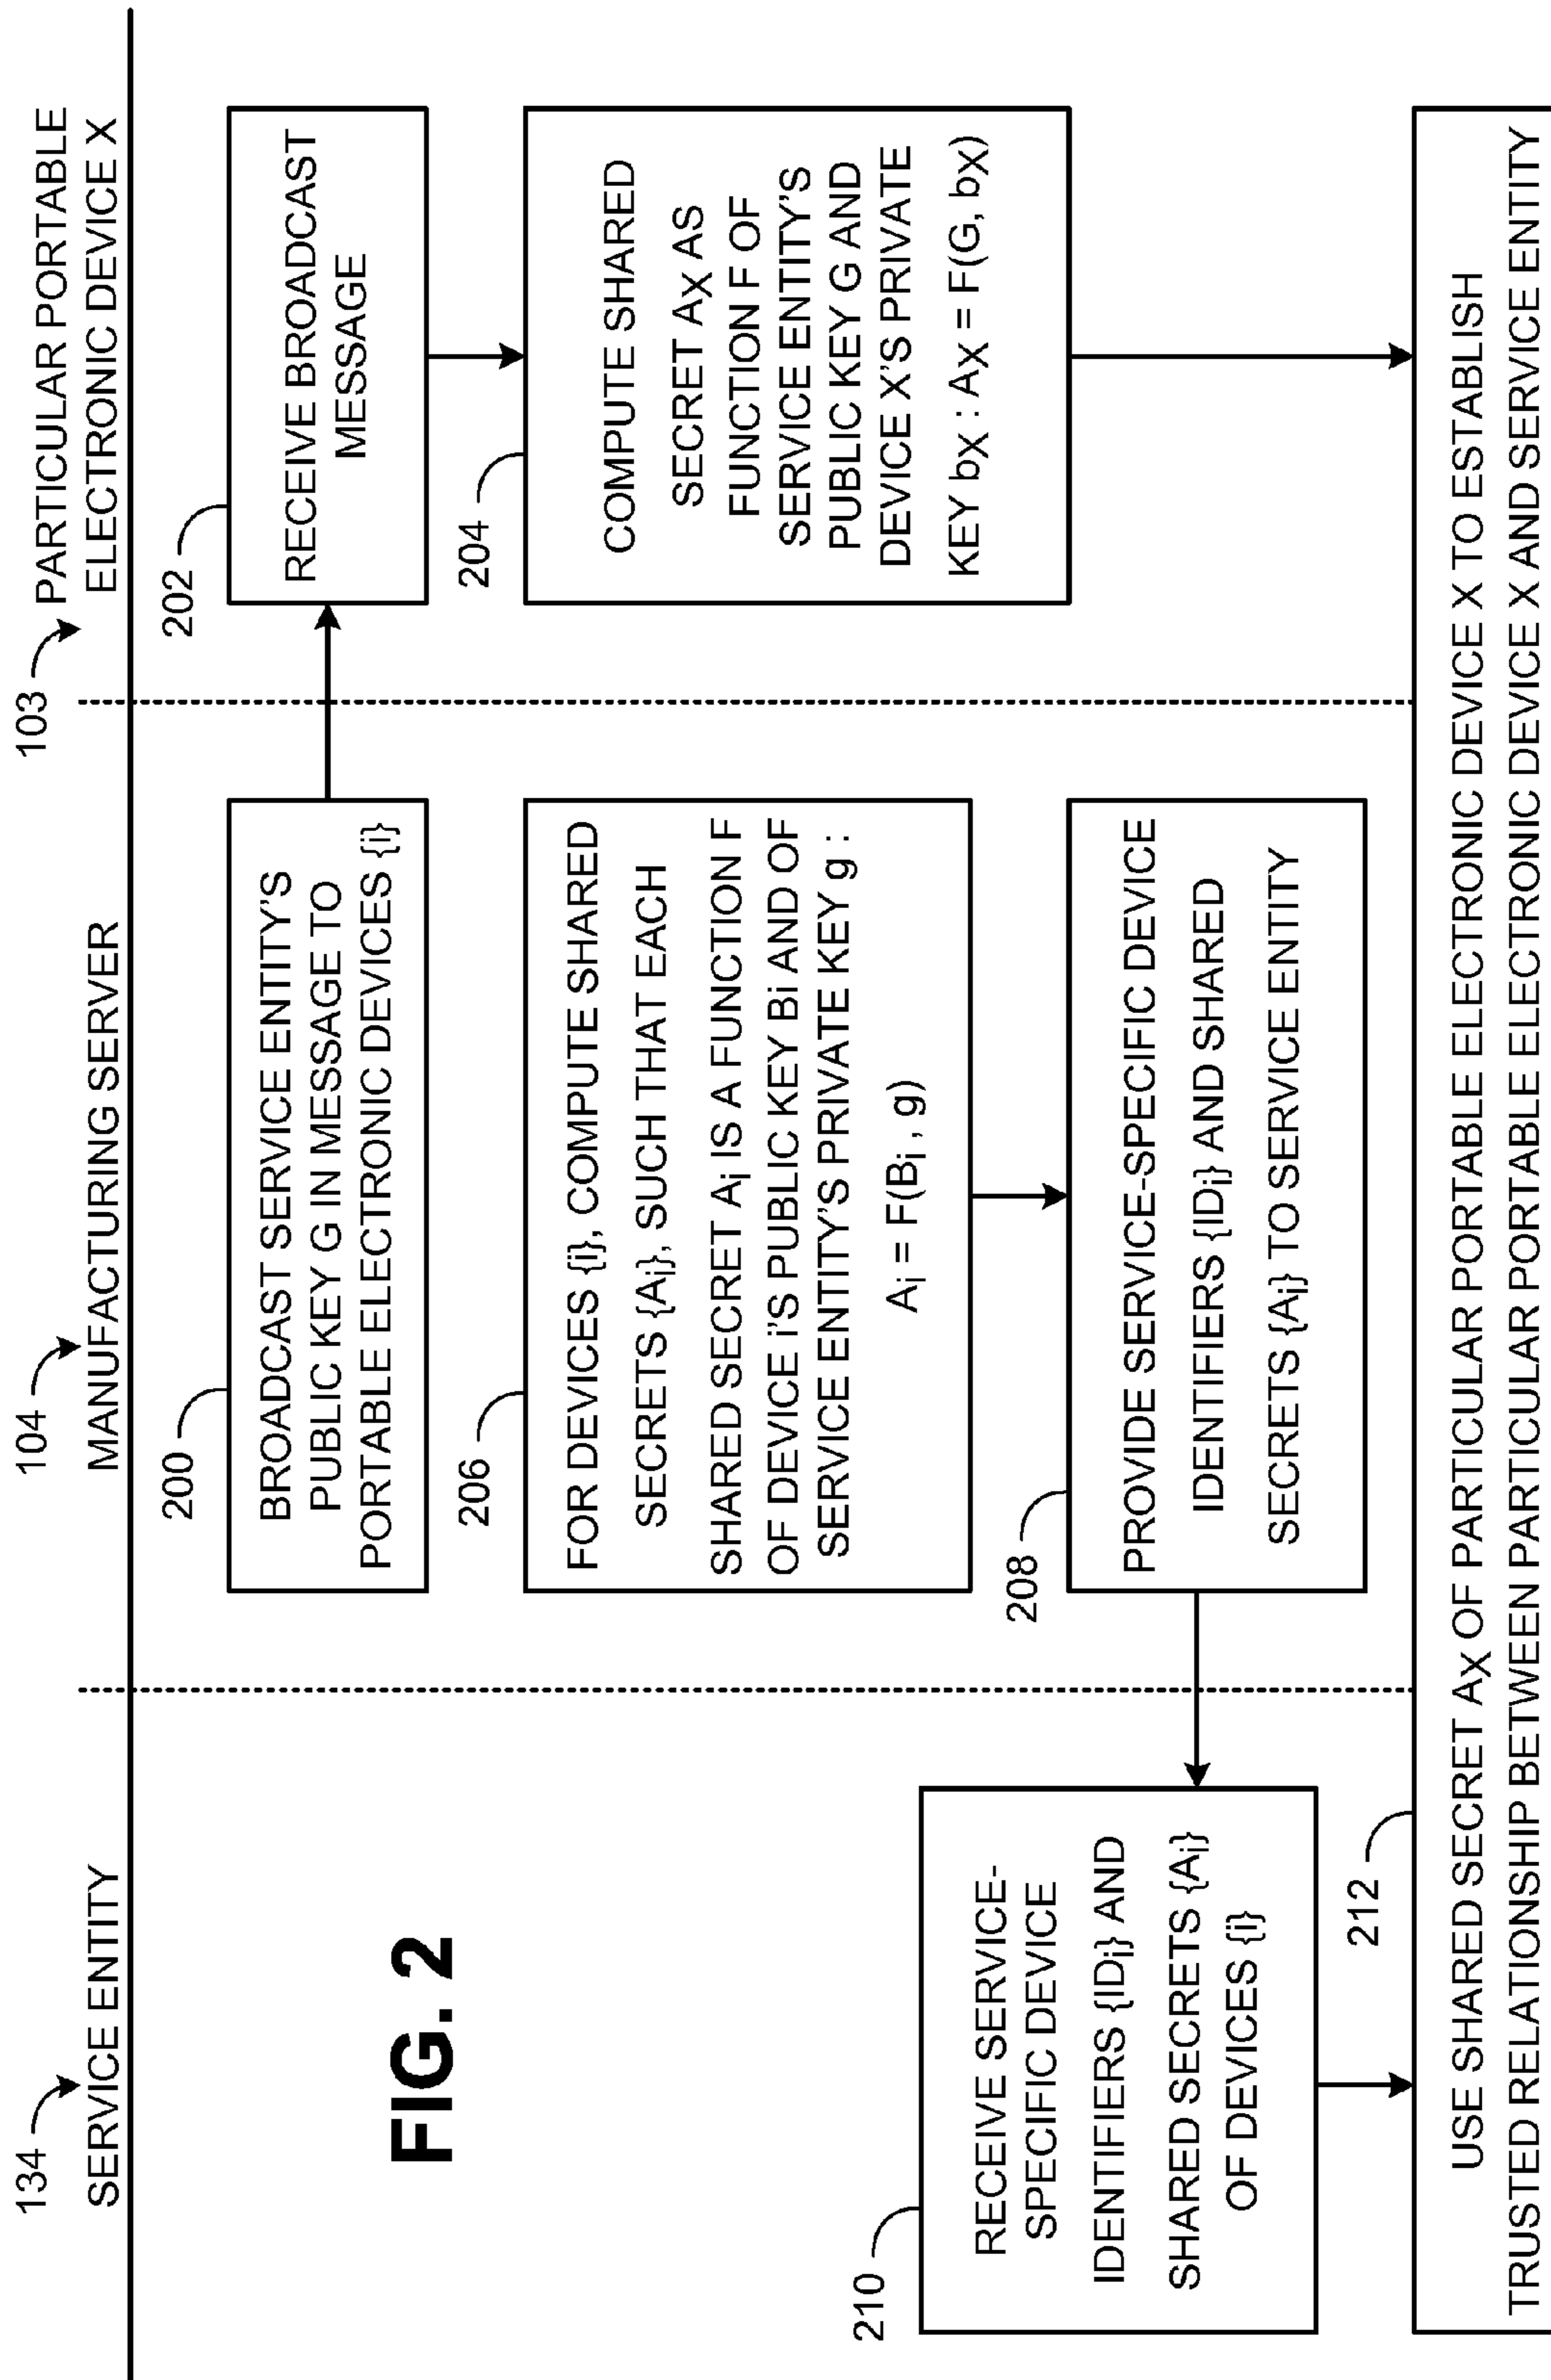 134
SERVICE ENTITY
104
MANUFACTURING SERVER
103
PARTICULAR PORTABLE
ELECTRONIC DEVICE X
FIG. 2
200
BROADCAST SERVICE ENTITY'S
PUBLIC KEY G IN MESSAGE TO
PORTABLE ELECTRONIC DEVICES {i}
202
RECEIVE BROADCAST
MESSAGE
204
COMPUTE SHARED
SECRET AX AS
FUNCTION F OF
SERVICE ENTITY'S
PUBLIC KEY G AND
DEVICE X'S PRIVATE
KEY bX : AX = F(G, bX)
206
FOR DEVICES {i}, COMPUTE SHARED
SECRETS {Ai}, SUCH THAT EACH
SHARED SECRET Ai IS A FUNCTION F
OF DEVICE i'S PUBLIC KEY Bi AND OF
SERVICE ENTITY'S PRIVATE KEY g :
Ai = F(Bi , g)
208
PROVIDE SERVICE-SPECIFIC DEVICE
IDENTIFIERS {IDi} AND SHARED
SECRETS {Ai} TO SERVICE ENTITY
210
RECEIVE SERVICE-
SPECIFIC DEVICE
IDENTIFIERS {IDi} AND
SHARED SECRETS {Ai}
OF DEVICES {i}
212
USE SHARED SECRET AX OF PARTICULAR PORTABLE ELECTRONIC DEVICE X TO ESTABLISH
TRUSTED RELATIONSHIP BETWEEN PARTICULAR PORTABLE ELECTRONIC DEVICE X AND SERVICE ENTITY